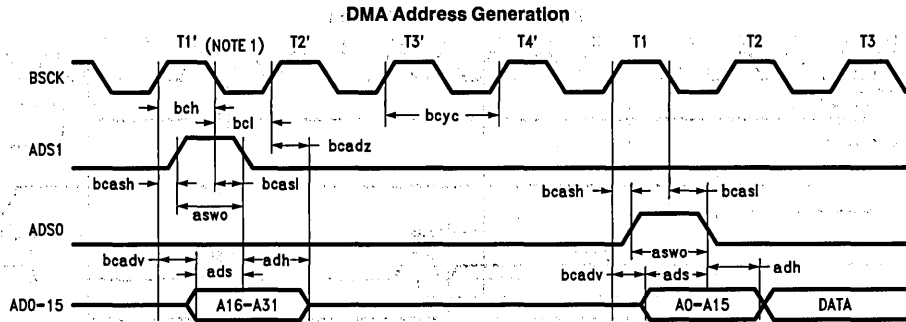 DMA Address Generation
T1' (NOTE 1) T2' T3' T4' T1 T2 T3
BSCK
bch
bcl
bcyc
bcadz
ADS1
bcash
bcasl
bcash
bcasl
aswo
ADS0
aswo
bcadv
ads
adh
bcadv
ads
adh
AD0-15
A16-A31
A0-A15
DATA